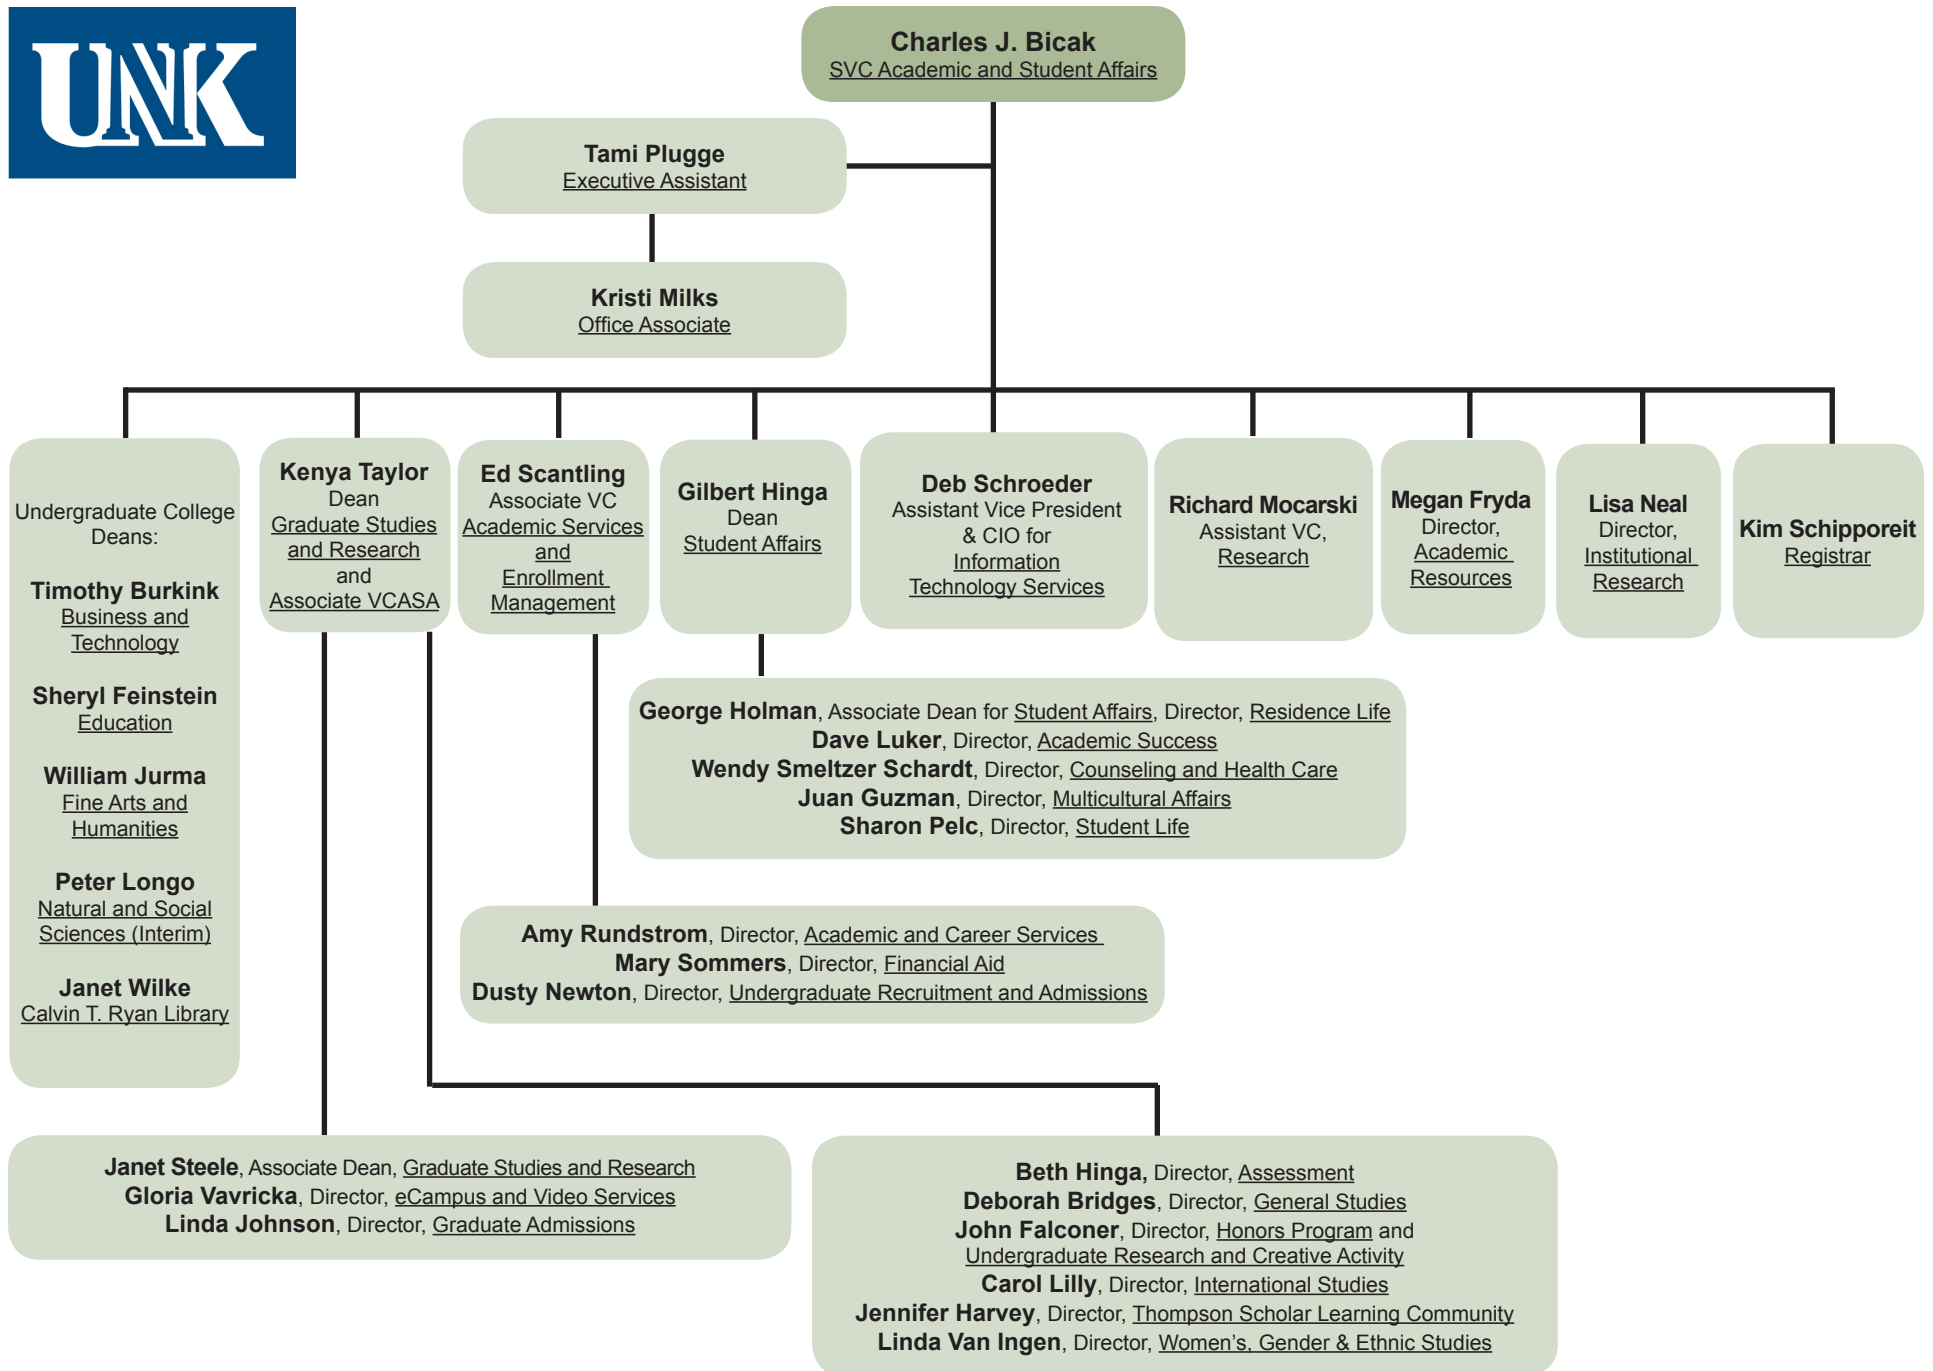 UNK
Charles J. Bicak
SVC Academic and Student Affairs
Tami Plugge
Executive Assistant
Kristi Milks
Office Associate
Undergraduate College
Deans:
Timothy Burkink
Business and
Technology
Sheryl Feinstein
Education
William Jurma
Fine Arts and
Humanities
Peter Longo
Natural and Social
Sciences (Interim)
Janet Wilke
Calvin T. Ryan Library
Kenya Taylor
Dean
Graduate Studies
and Research
and
Associate VCASA
Ed Scantling
Associate VC
Academic Services
and
Enrollment
Management
Gilbert Hinga
Dean
Student Affairs
Deb Schroeder
Assistant Vice President
& CIO for
Information
Technology Services
Richard Mocarski
Assistant VC,
Research
Megan Fryda
Director,
Academic
Resources
Lisa Neal
Director,
Institutional
Research
Kim Schipporeit
Registrar
George Holman, Associate Dean for Student Affairs, Director, Residence Life
Dave Luker, Director, Academic Success
Wendy Smeltzer Schardt, Director, Counseling and Health Care
Juan Guzman, Director, Multicultural Affairs
Sharon Pelc, Director, Student Life
Amy Rundstrom, Director, Academic and Career Services
Mary Sommers, Director, Financial Aid
Dusty Newton, Director, Undergraduate Recruitment and Admissions
Janet Steele, Associate Dean, Graduate Studies and Research
Gloria Vavricka, Director, eCampus and Video Services
Linda Johnson, Director, Graduate Admissions
Beth Hinga, Director, Assessment
Deborah Bridges, Director, General Studies
John Falconer, Director, Honors Program and
Undergraduate Research and Creative Activity
Carol Lilly, Director, International Studies
Jennifer Harvey, Director, Thompson Scholar Learning Community
Linda Van Ingen, Director, Women's, Gender & Ethnic Studies